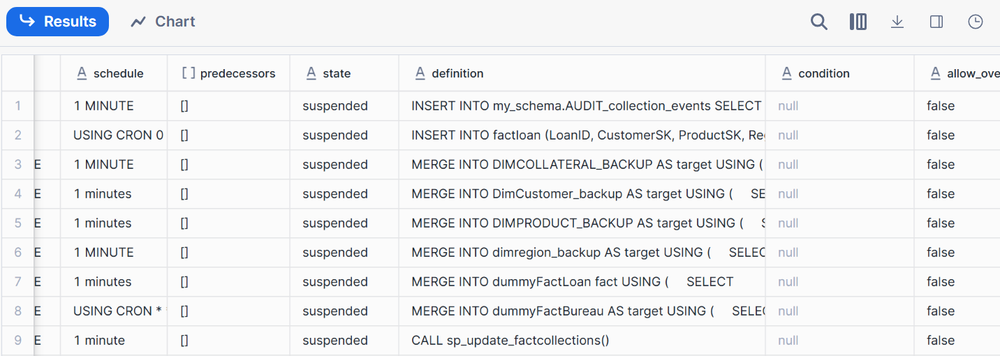 Results Chart
schedule predecessors state definition condition allow_ove
1 1 MINUTE [] suspended INSERT INTO my_schema.AUDIT_collection_events SELECT null false
2 USING CRON 0 [] suspended INSERT INTO factloan (LoanID, CustomerSK, ProductSK, Reg null false
3 E 1 MINUTE [] suspended MERGE INTO DIMCOLLATERAL_BACKUP AS target USING ( null false
4 E 1 minutes [] suspended MERGE INTO DimCustomer_backup AS target USING ( SE null false
5 E 1 minutes [] suspended MERGE INTO DIMPRODUCT_BACKUP AS target USING ( S null false
6 E 1 MINUTE [] suspended MERGE INTO dimregion_backup AS target USING ( SELEC null false
7 E 1 minutes [] suspended MERGE INTO dummyFactLoan fact USING ( SELECT null false
8 E USING CRON * [] suspended MERGE INTO dummyFactBureau AS target USING ( SELEC null false
9 E 1 minute [] suspended CALL sp_update_factcollections() null false